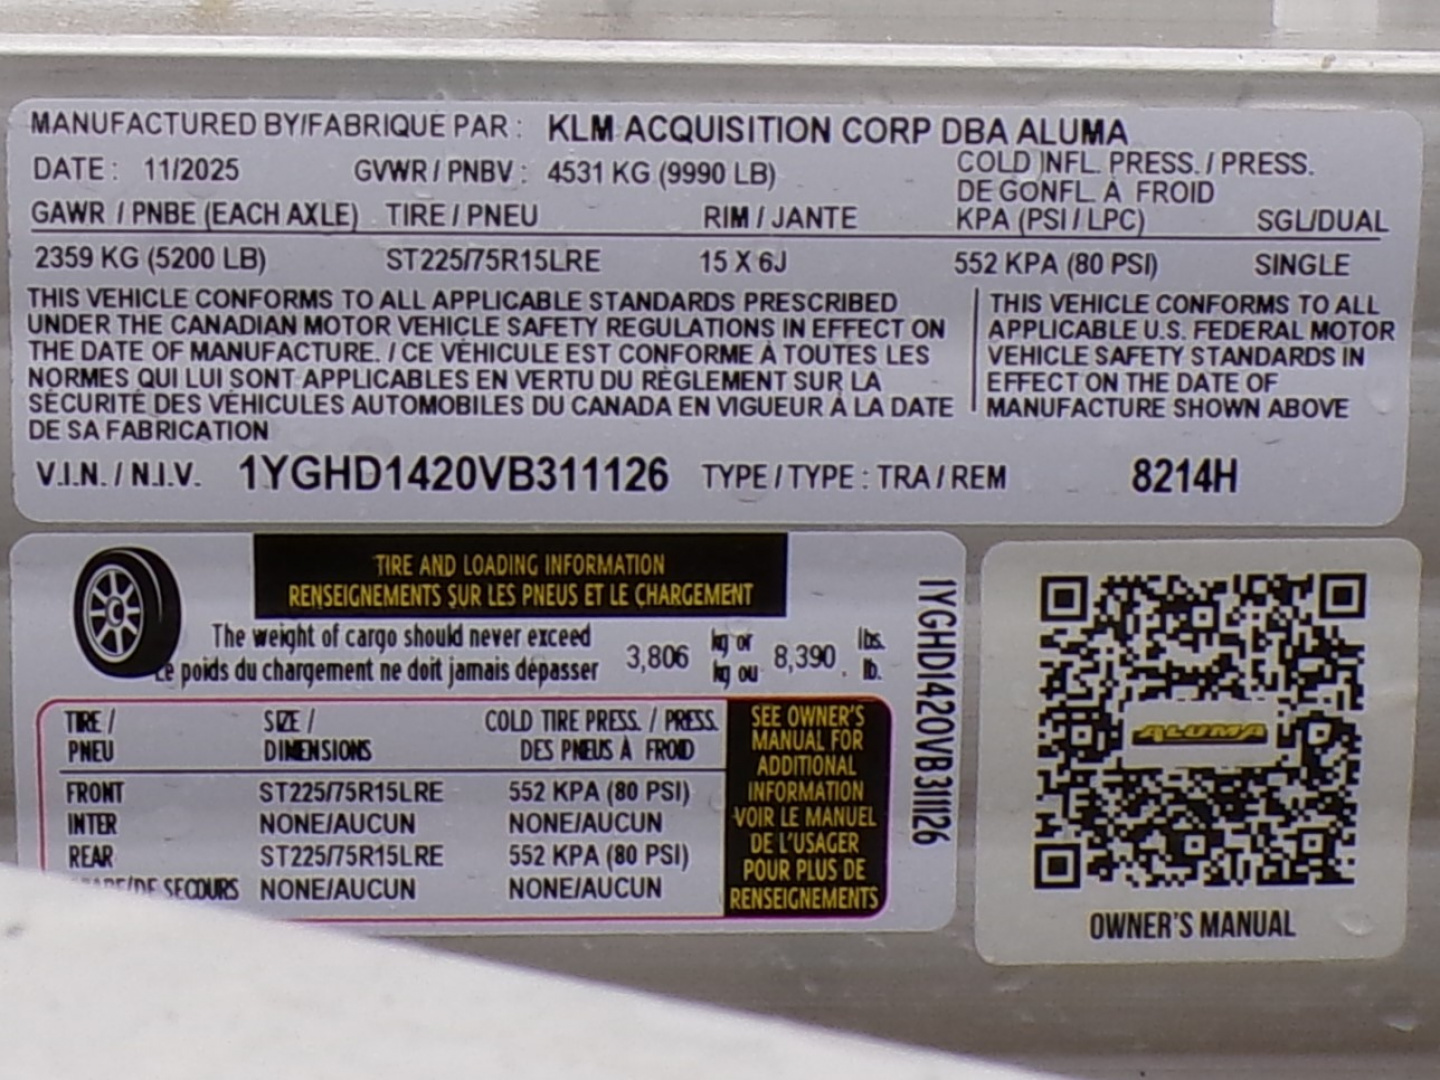 MANUFACTURED BY/FABRIQUE PAR : KLM ACQUISITION CORP DBA ALUMA
DATE : 11/2025 GVWR / PNBV : 4531 KG (9990 LB) COLD INFL. PRESS. / PRESS.
DE GONFL. À FROID
GAWR / PNBE (EACH AXLE) TIRE / PNEU RIM / JANTE KPA (PSI / LPC) SGL/DUAL
2359 KG (5200 LB) ST225/75R15LRE 15 X 6J 552 KPA (80 PSI) SINGLE
THIS VEHICLE CONFORMS TO ALL APPLICABLE STANDARDS PRESCRIBED
UNDER THE CANADIAN MOTOR VEHICLE SAFETY REGULATIONS IN EFFECT ON
THE DATE OF MANUFACTURE. / CE VÉHICULE EST CONFORME À TOUTES LES
NORMES QUI LUI SONT APPLICABLES EN VERTU DU RÈGLEMENT SUR LA
SÉCURITÉ DES VÉHICULES AUTOMOBILES DU CANADA EN VIGUEUR À LA DATE
DE SA FABRICATION
THIS VEHICLE CONFORMS TO ALL
APPLICABLE U.S. FEDERAL MOTOR
VEHICLE SAFETY STANDARDS IN
EFFECT ON THE DATE OF
MANUFACTURE SHOWN ABOVE
V.I.N. / N.I.V. 1YGHD1420VB311126 TYPE / TYPE : TRA / REM 8214H
TIRE AND LOADING INFORMATION
RENSEIGNEMENTS SUR LES PNEUS ET LE CHARGEMENT
The weight of cargo should never exceed 3,806 kg or 8,390 lbs.
Le poids du chargement ne doit jamais dépasser kg ou lb.
TIRE / SIZE / COLD TIRE PRESS. / PRESS.
PNEU DIMENSIONS DES PNEUS À FROID
FRONT ST225/75R15LRE 552 KPA (80 PSI)
INTER NONE/AUCUN NONE/AUCUN
REAR ST225/75R15LRE 552 KPA (80 PSI)
/DE SECOURS NONE/AUCUN NONE/AUCUN
SEE OWNER'S
MANUAL FOR
ADDITIONAL
INFORMATION
VOIR LE MANUEL
DE L'USAGER
POUR PLUS DE
RENSEIGNEMENTS
1YGHD1420VB311126
ALUMA
OWNER'S MANUAL